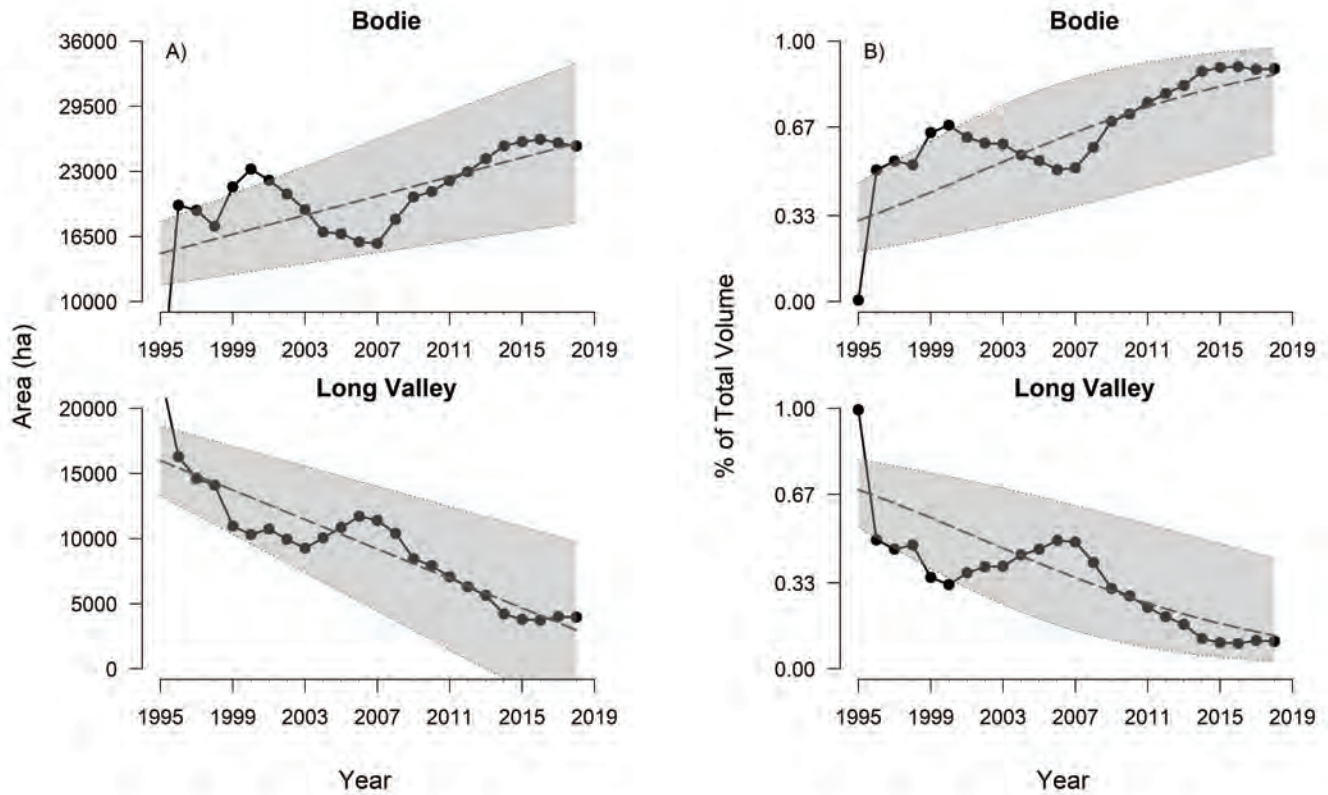 Bodie
A)
36000
29500
23000
16500
10000
1995 1999 2003 2007 2011 2015 2019
Long Valley
20000
15000
10000
5000
0
1995 1999 2003 2007 2011 2015 2019
Area (ha)
Year
Bodie
B)
1.00
0.67
0.33
0.00
1995 1999 2003 2007 2011 2015 2019
Long Valley
1.00
0.67
0.33
0.00
1995 1999 2003 2007 2011 2015 2019
% of Total Volume
Year